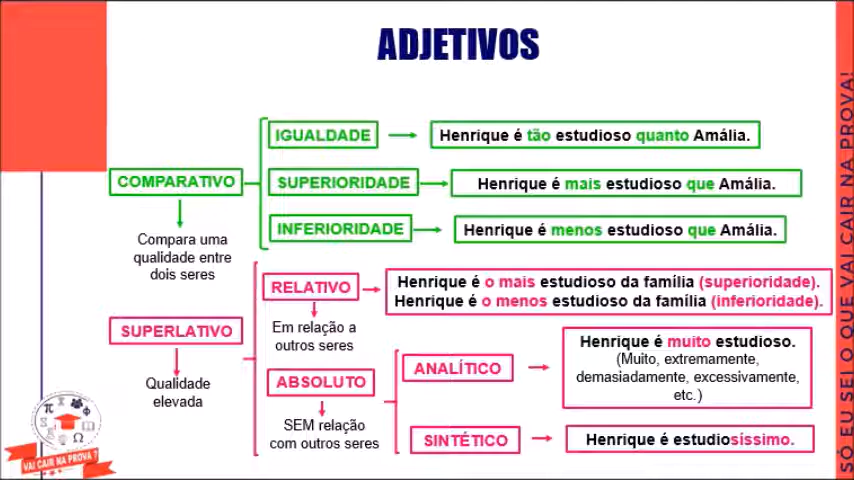 ADJETIVOS
IGUALDADE
Henrique é tão estudioso quanto Amália.
COMPARATIVO
SUPERIORIDADE
Henrique é mais estudioso que Amália.
INFERIORIDADE
Henrique é menos estudioso que Amália.
Compara uma
qualidade entre
dois seres
RELATIVO
Henrique é o mais estudioso da família (superioridade).
Henrique é o menos estudioso da família (inferioridade).
Em relação a
outros seres
SUPERLATIVO
Qualidade
elevada
ABSOLUTO
SEM relação
com outros seres
ANALÍTICO
Henrique é muito estudioso.
(Muito, extremamente,
demasiadamente, excessivamente,
etc.)
SINTÉTICO
Henrique é estudiosíssimo.
VAI CAIR NA PROVA ?
SÓ EU SEI O QUE VAI CAIR NA PROVA!